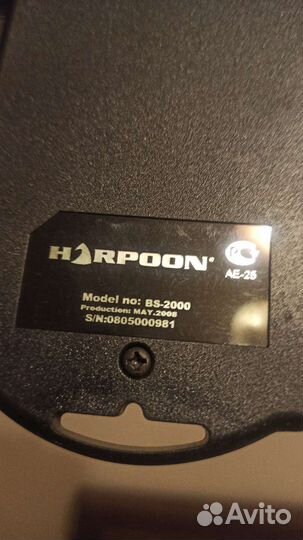 HARPOON®
AE-25
Model no: BS-2000
Production: MAY.2008
S/N:0805000981
Avito